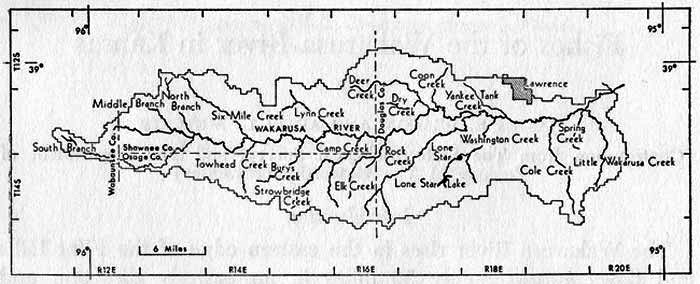 96°
95°
T12S
39°
39°
Coon
Creek
Deer
Creek
Lawrence
North
Branch
Middle
Branch
Yankee Tank
Creek
Dry
Creek
Lynn Creek
Six Mile Creek
Douglas Co.
WAKARUSA RIVER
Spring
Creek
Washington Creek
South Branch
Shawnee Co.
Osage Co.
Camp Creek
Rock
Creek
Lone
Star
Little Wakarusa Creek
Wabaunsee Co.
Towhead Creek
Burys
Creek
Cole Creek
Elk Creek
Lone Star Lake
Strowbridge
Creek
T14S
96°
6 Miles
95°
R12E
R14E
R16E
R18E
R20E